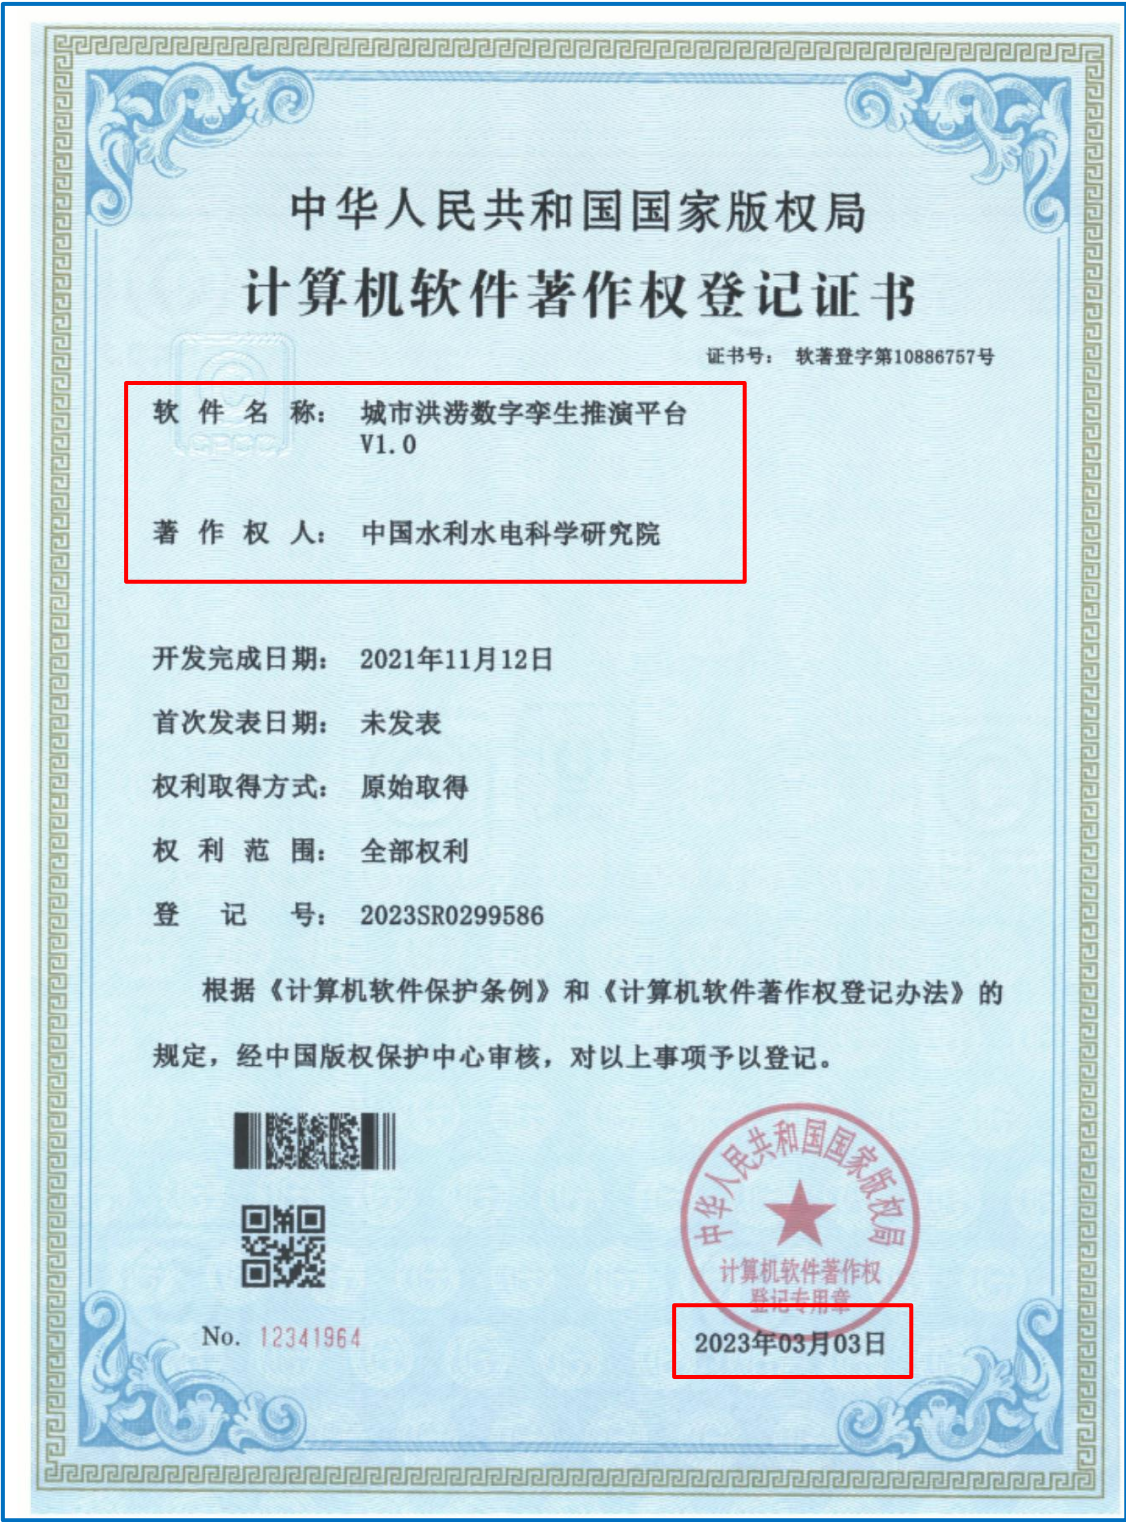 中华人民共和国国家版权局
计算机软件著作权登记证书
证书号： 软著登字第10886757号
CPCC
软件名称： 城市洪涝数字孪生推演平台
V1.0
著作权人： 中国水利水电科学研究院
开发完成日期： 2021年11月12日
首次发表日期： 未发表
权利取得方式： 原始取得
权利范围： 全部权利
登记号： 2023SR0299586
根据《计算机软件保护条例》和《计算机软件著作权登记办法》的
规定，经中国版权保护中心审核，对以上事项予以登记。
中华人民共和国国家版权局
计算机软件著作权
登记专用章
No. 12341964
2023年03月03日